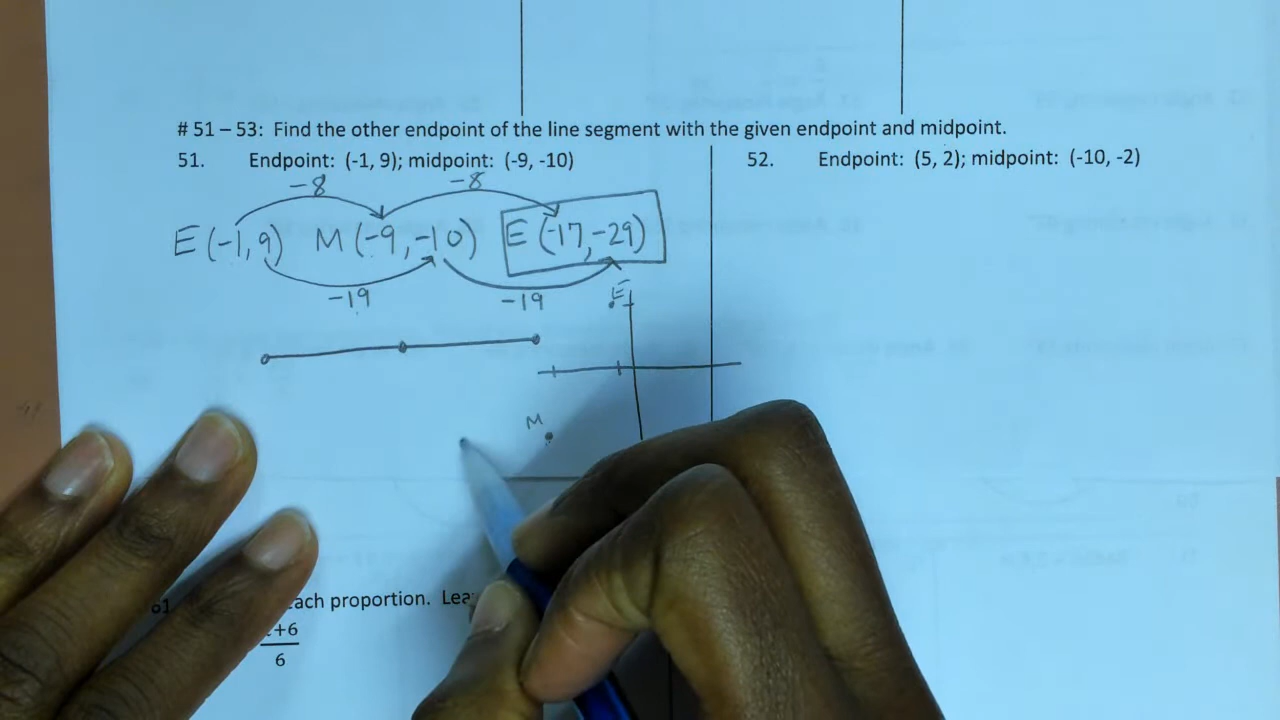 # 51 – 53: Find the other endpoint of the line segment with the given endpoint and midpoint.
51. Endpoint: (-1, 9); midpoint: (-9, -10)
52. Endpoint: (5, 2); midpoint: (-10, -2)
-8 -8
E (-1, 9) M (-9, -10) E (-17, -29)
-19 -19
E
M
61
each proportion.
+6
6